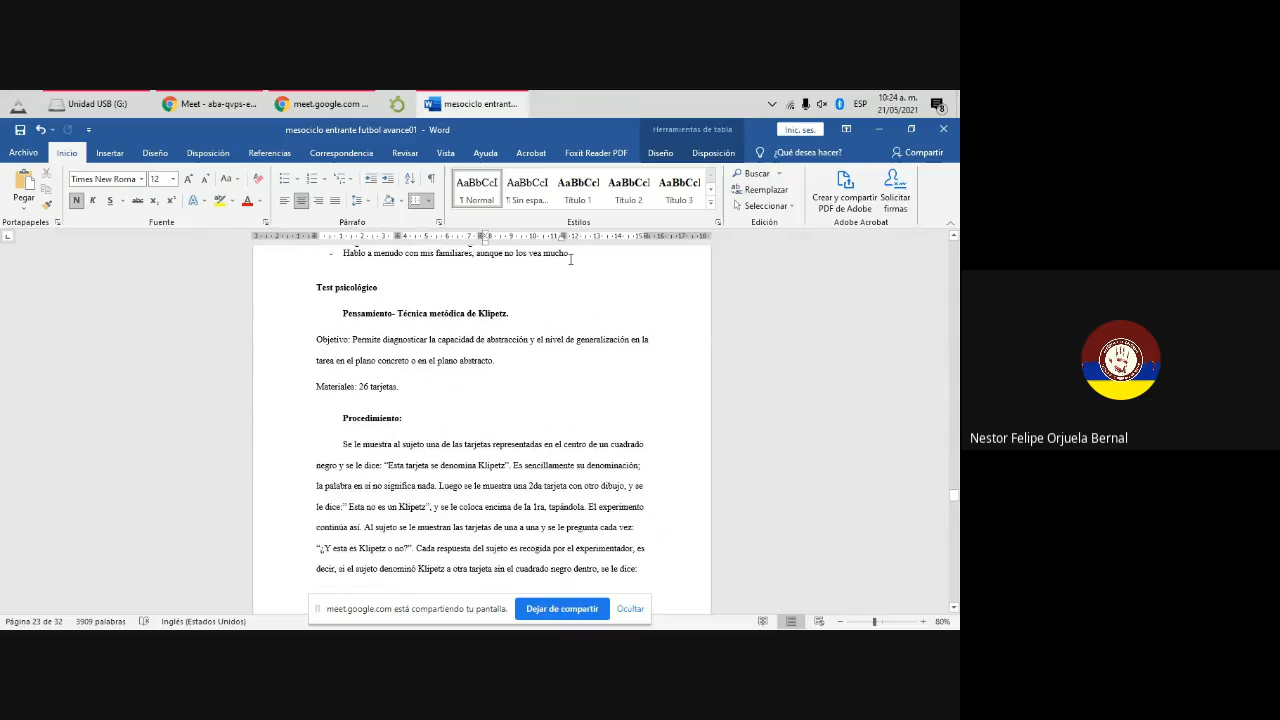 Unidad USB (G:)
Meet - aba-qvps-e...
meet.google.com ...
mesociclo entrant...
ESP
10:24 a. m.
21/05/2021
8
mesociclo entrante futbol avance01 - Word
Herramientas de tabla
Inic. ses.
Archivo
Inicio
Insertar
Diseño
Disposición
Referencias
Correspondencia
Revisar
Vista
Ayuda
Acrobat
Foxit Reader PDF
Diseño
Disposición
¿Qué desea hacer?
Compartir
Pegar
Times New Roma
12
AaBbCcI
AaBbCcI
AaBbCcl
AaBbCcl
AaBbCcl
¶ Normal
¶ Sin espa...
Título 1
Título 2
Título 3
Buscar
Reemplazar
Seleccionar
Crear y compartir PDF de Adobe
Solicitar firmas
Portapapeles
Fuente
Párrafo
Estilos
Edición
Adobe Acrobat
- Hablo a menudo con mis familiares, aunque no los vea mucho
Test psicológico
Pensamiento- Técnica metódica de Klipetz.
Objetivo: Permite diagnosticar la capacidad de abstracción y el nivel de generalización en la
tarea en el plano concreto o en el plano abstracto.
Materiales: 26 tarjetas.
Procedimiento:
Se le muestra al sujeto una de las tarjetas representadas en el centro de un cuadrado
negro y se le dice: “Esta tarjeta se denomina Klipetz”. Es sencillamente su denominación;
la palabra en sí no significa nada. Luego se le muestra una 2da tarjeta con otro dibujo, y se
le dice:” Esta no es un Klipetz”, y se le coloca encima de la 1ra, tapándola. El experimento
continúa así. Al sujeto se le muestran las tarjetas de una a una y se le pregunta cada vez:
“¿Y esta es Klipetz o no?”. Cada respuesta del sujeto es recogida por el experimentador, es
decir, si el sujeto denominó Klipetz a otra tarjeta sin el cuadrado negro dentro, se le dice:
meet.google.com está compartiendo tu pantalla.
Dejar de compartir
Ocultar
Página 23 de 32
3909 palabras
Inglés (Estados Unidos)
80%
Nestor Felipe Orjuela Bernal